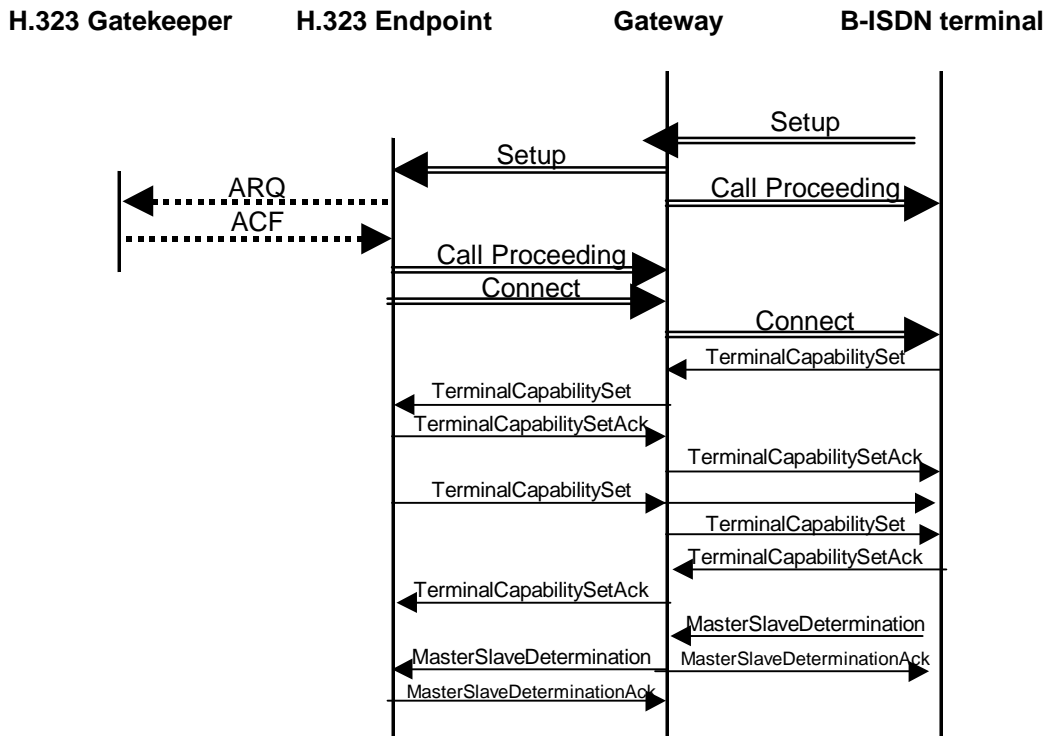 H.323 Gatekeeper H.323 Endpoint Gateway B-ISDN terminal
Setup
Setup
ARQ
Call Proceeding
ACF
Call Proceeding
Connect
Connect
TerminalCapabilitySet
TerminalCapabilitySet
TerminalCapabilitySetAck
TerminalCapabilitySetAck
TerminalCapabilitySet
TerminalCapabilitySet
TerminalCapabilitySetAck
TerminalCapabilitySetAck
MasterSlaveDetermination
MasterSlaveDetermination
MasterSlaveDeterminationAck
MasterSlaveDeterminationAck